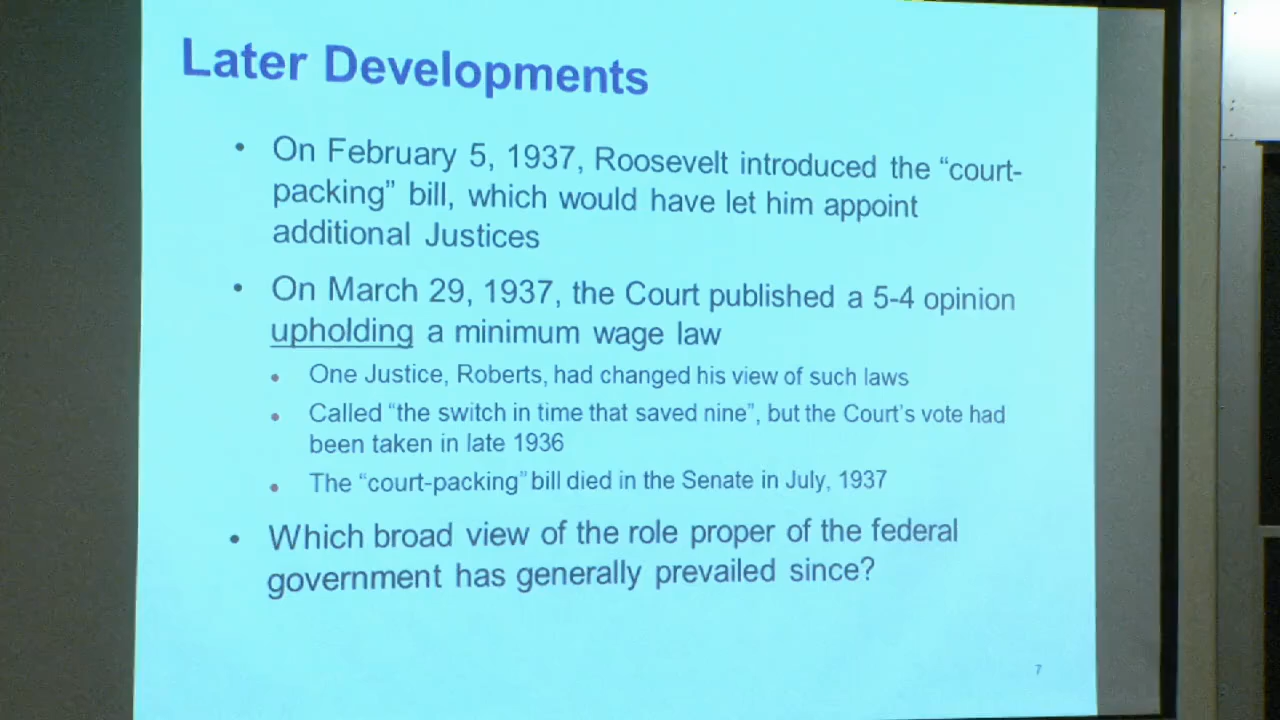 Later Developments
• On February 5, 1937, Roosevelt introduced the “court-
packing” bill, which would have let him appoint
additional Justices
• On March 29, 1937, the Court published a 5-4 opinion
upholding a minimum wage law
• One Justice, Roberts, had changed his view of such laws
• Called “the switch in time that saved nine”, but the Court’s vote had
been taken in late 1936
• The “court-packing” bill died in the Senate in July, 1937
• Which broad view of the role proper of the federal
government has generally prevailed since?
7